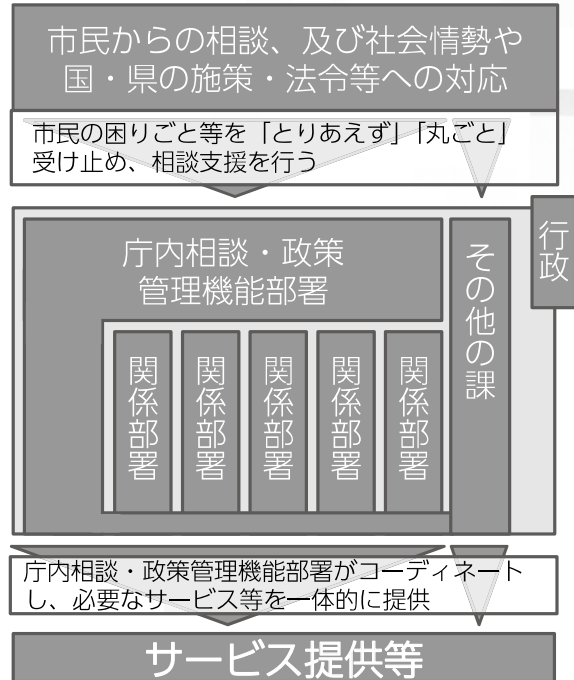 市民からの相談、及び社会情勢や
国・県の施策・法令等への対応
市民の困りごと等を「とりあえず」「丸ごと」
受け止め、相談支援を行う
行政
庁内相談・政策
管理機能部署
その他の課
関係部署
関係部署
関係部署
関係部署
関係部署
庁内相談・政策管理機能部署がコーディネート
し、必要なサービス等を一体的に提供
サービス提供等